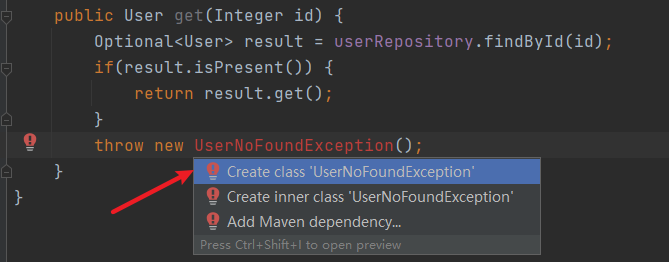 public User get(Integer id) {
Optional<User> result = userRepository.findById(id);
if(result.isPresent()) {
return result.get();
}
throw new UserNoFoundException();
}
}
Create class 'UserNoFoundException'
Create inner class 'UserNoFoundException'
Add Maven dependency...
Press Ctrl+Shift+I to open preview